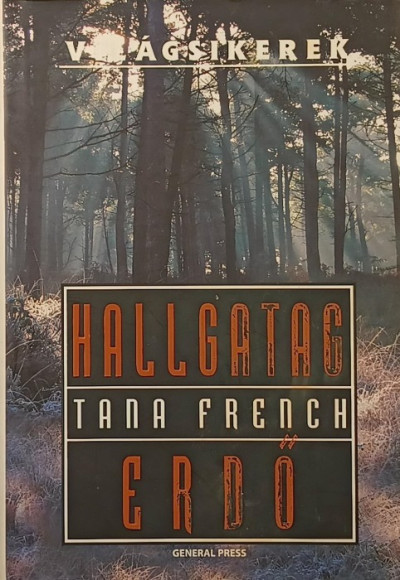 VILÁGSIKEREK
HALLGATAG
TANA FRENCH
ERDŐ
GENERAL PRESS